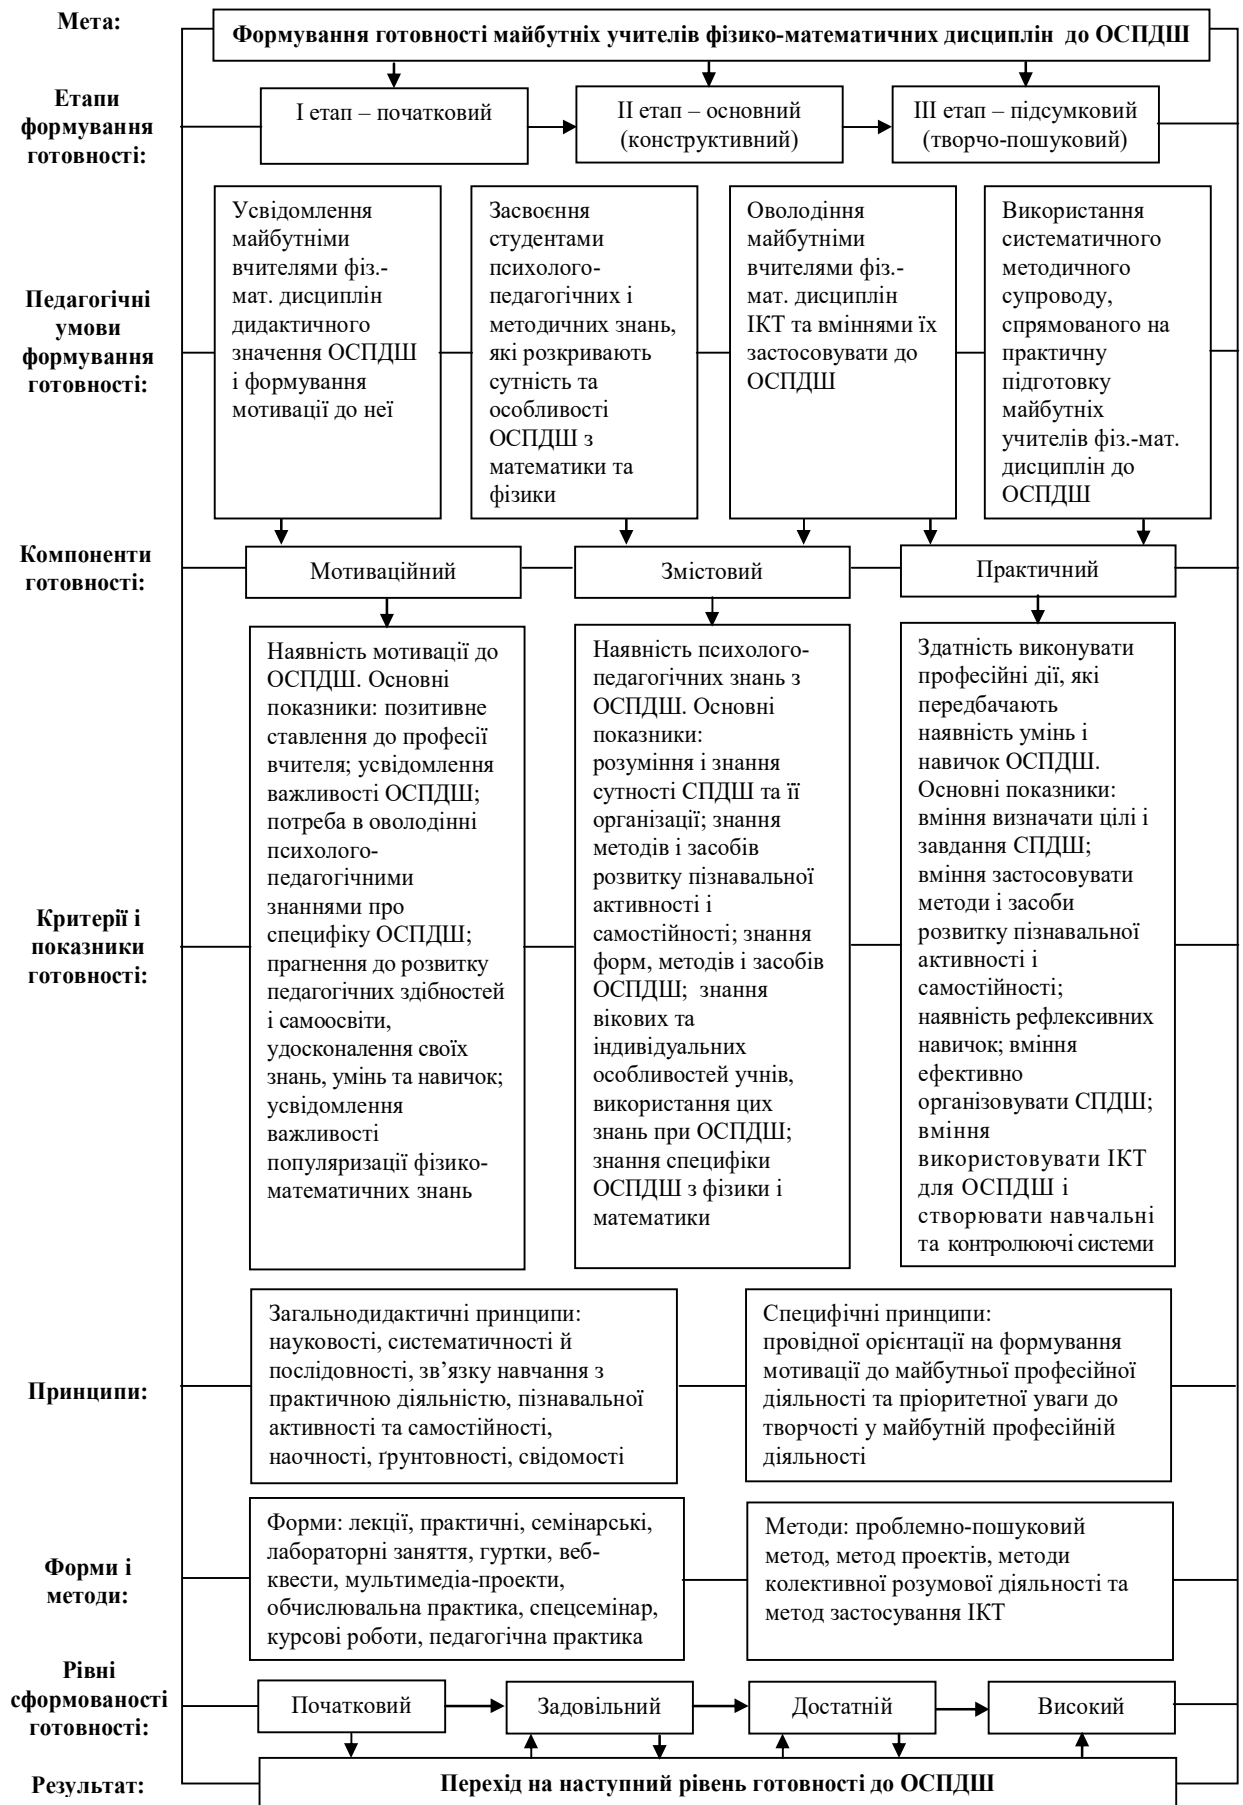 Мета:
Формування готовності майбутніх учителів фізико-математичних дисциплін до ОСПДШ
Етапи
формування
готовності:
І етап – початковий
ІІ етап – основний
(конструктивний)
ІІІ етап – підсумковий
(творчо-пошуковий)
Педагогічні
умови
формування
готовності:
Усвідомлення
майбутніми
вчителями фіз.-
мат. дисциплін
дидактичного
значення ОСПДШ
і формування
мотивації до неї
Засвоєння
студентами
психолого-
педагогічних і
методичних знань,
які розкривають
сутність та
особливості
ОСПДШ з
математики та
фізики
Оволодіння
майбутніми
вчителями фіз.-
мат. дисциплін
ІКТ та вміннями їх
застосовувати до
ОСПДШ
Використання
систематичного
методичного
супроводу,
спрямованого на
практичну
підготовку
майбутніх
учителів фіз.-мат.
дисциплін до
ОСПДШ
Компоненти
готовності:
Мотиваційний
Змістовий
Практичний
Критерії і
показники
готовності:
Наявність мотивації до
ОСПДШ. Основні
показники: позитивне
ставлення до професії
вчителя; усвідомлення
важливості ОСПДШ;
потреба в оволодінні
психолого-
педагогічними
знаннями про
специфіку ОСПДШ;
прагнення до розвитку
педагогічних здібностей
і самоосвіти,
удосконалення своїх
знань, умінь та навичок;
усвідомлення
важливості
популяризації фізико-
математичних знань
Наявність психолого-
педагогічних знань з
ОСПДШ. Основні
показники:
розуміння і знання
сутності СПДШ та її
організації; знання
методів і засобів
розвитку пізнавальної
активності і
самостійності; знання
форм, методів і засобів
ОСПДШ; знання
вікових та
індивідуальних
особливостей учнів,
використання цих
знань при ОСПДШ;
знання специфіки
ОСПДШ з фізики і
математики
Здатність виконувати
професійні дії, які
передбачають
наявність умінь і
навичок ОСПДШ.
Основні показники:
вміння визначати цілі і
завдання СПДШ;
вміння застосовувати
методи і засоби
розвитку пізнавальної
активності і
самостійності;
наявність рефлексивних
навичок; вміння
ефективно
організовувати СПДШ;
вміння
використовувати ІКТ
для ОСПДШ і
створювати навчальні
та контролюючі системи
Принципи:
Загальнодидактичні принципи:
науковості, систематичності й
послідовності, зв’язку навчання з
практичною діяльністю, пізнавальної
активності та самостійності,
наочності, ґрунтовності, свідомості
Специфічні принципи:
провідної орієнтації на формування
мотивації до майбутньої професійної
діяльності та пріоритетної уваги до
творчості у майбутній професійній
діяльності
Форми і
методи:
Форми: лекції, практичні, семінарські,
лабораторні заняття, гуртки, веб-
квести, мультимедіа-проекти,
обчислювальна практика, спецсемінар,
курсові роботи, педагогічна практика
Методи: проблемно-пошуковий
метод, метод проектів, методи
колективної розумової діяльності та
метод застосування ІКТ
Рівні
сформованості
готовності:
Початковий
Задовільний
Достатній
Високий
Результат:
Перехід на наступний рівень готовності до ОСПДШ